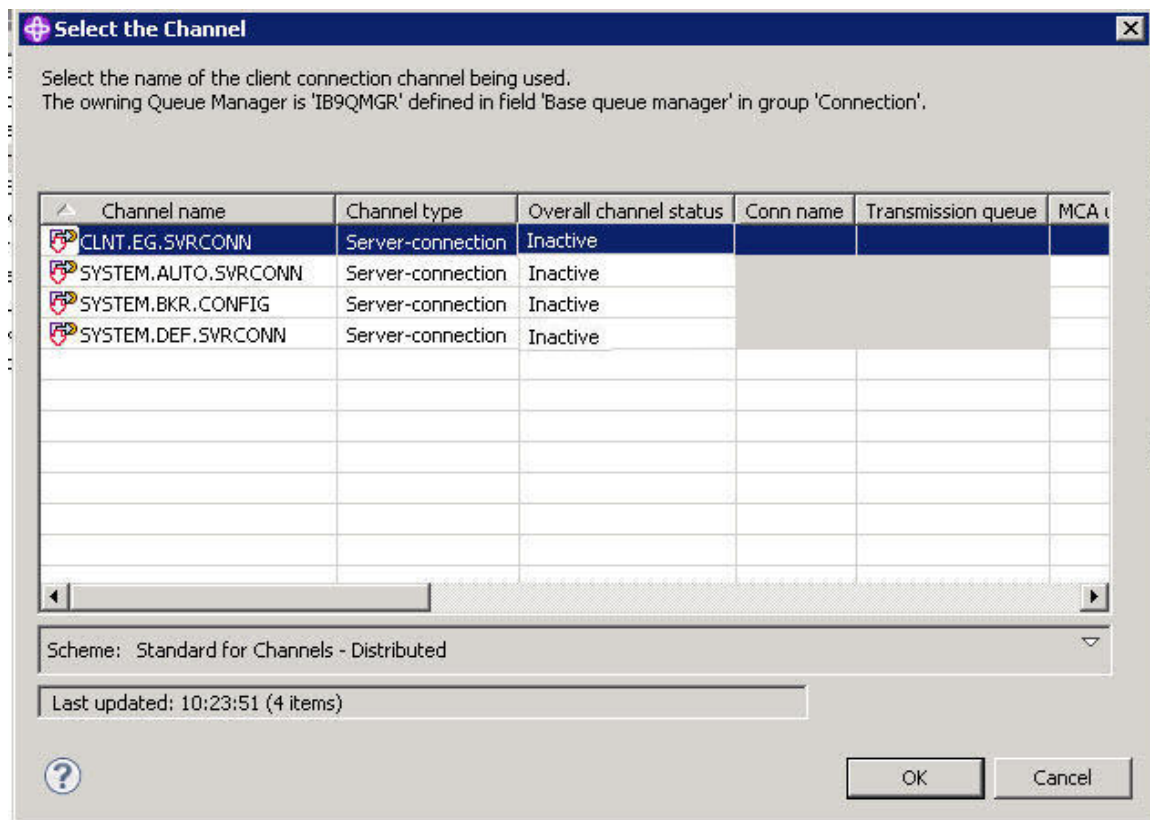 Select the Channel
Select the name of the client connection channel being used.
The owning Queue Manager is 'IB9QMGR' defined in field 'Base queue manager' in group 'Connection'.
Channel name Channel type Overall channel status Conn name Transmission queue MCA
CLNT.EG.SVRCONN Server-connection Inactive
SYSTEM.AUTO.SVRCONN Server-connection Inactive
SYSTEM.BKR.CONFIG Server-connection Inactive
SYSTEM.DEF.SVRCONN Server-connection Inactive
Scheme: Standard for Channels - Distributed
Last updated: 10:23:51 (4 items)
?
OK Cancel